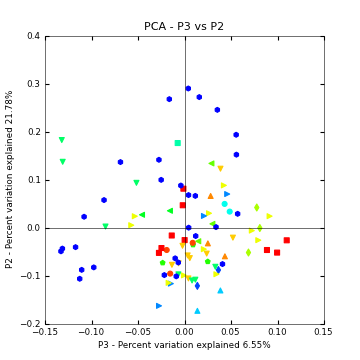 PCA - P3 vs P2
P2 - Percent variation explained 21.78%
0.4
0.3
0.2
0.1
0.0
−0.1
−0.2
−0.15 −0.10 −0.05 0.00 0.05 0.10 0.15
P3 - Percent variation explained 6.55%